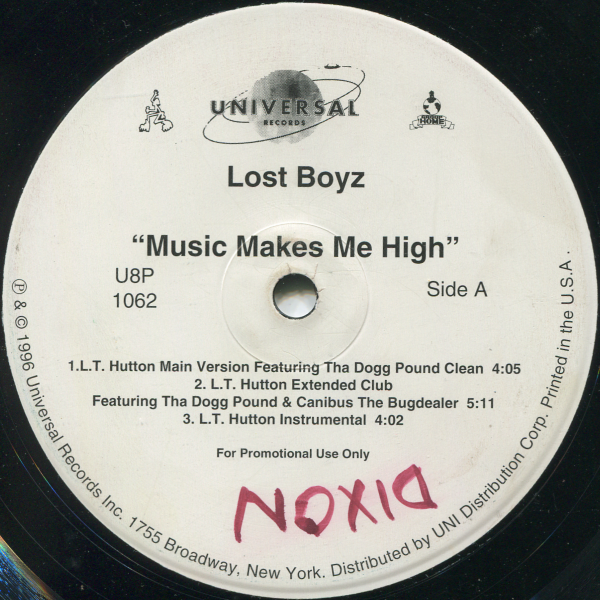 UNIVERSAL
RECORDS
Lost Boyz
“Music Makes Me High”
U8P
1062
Side A
1.L.T. Hutton Main Version Featuring Tha Dogg Pound Clean 4:05
2. L.T. Hutton Extended Club
Featuring Tha Dogg Pound & Canibus The Bugdealer 5:11
3. L.T. Hutton Instrumental 4:02
For Promotional Use Only
DIXON
℗ & © 1996 Universal Records Inc. 1755 Broadway, New York. Distributed by UNI Distribution Corp. Printed in the U.S.A.